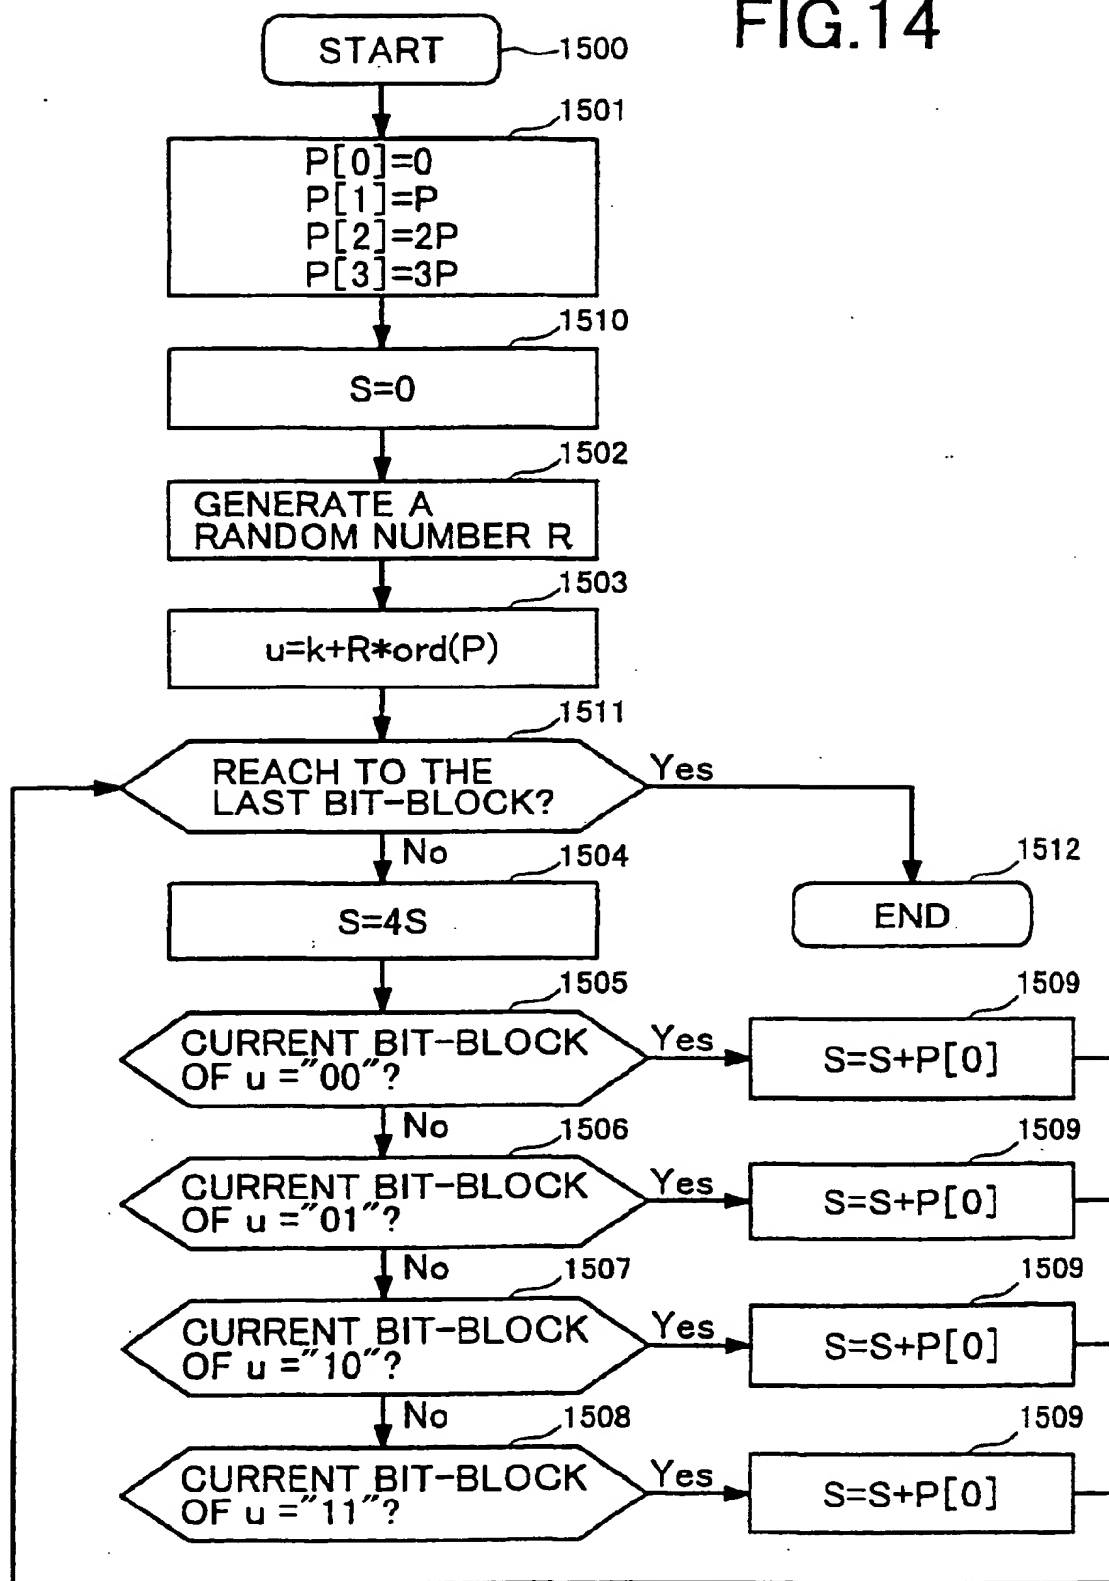 FIG.14
START
1500
1501
P[0]=0
P[1]=P
P[2]=2P
P[3]=3P
1510
S=0
1502
GENERATE A
RANDOM NUMBER R
1503
u=k+R*ord(P)
1511
REACH TO THE
LAST BIT-BLOCK?
Yes
No
1504
S=4S
1512
END
1505
CURRENT BIT-BLOCK
OF u ="00"?
Yes
1509
S=S+P[0]
No
1506
CURRENT BIT-BLOCK
OF u ="01"?
Yes
1509
S=S+P[0]
No
1507
CURRENT BIT-BLOCK
OF u ="10"?
Yes
1509
S=S+P[0]
No
1508
CURRENT BIT-BLOCK
OF u ="11"?
Yes
1509
S=S+P[0]